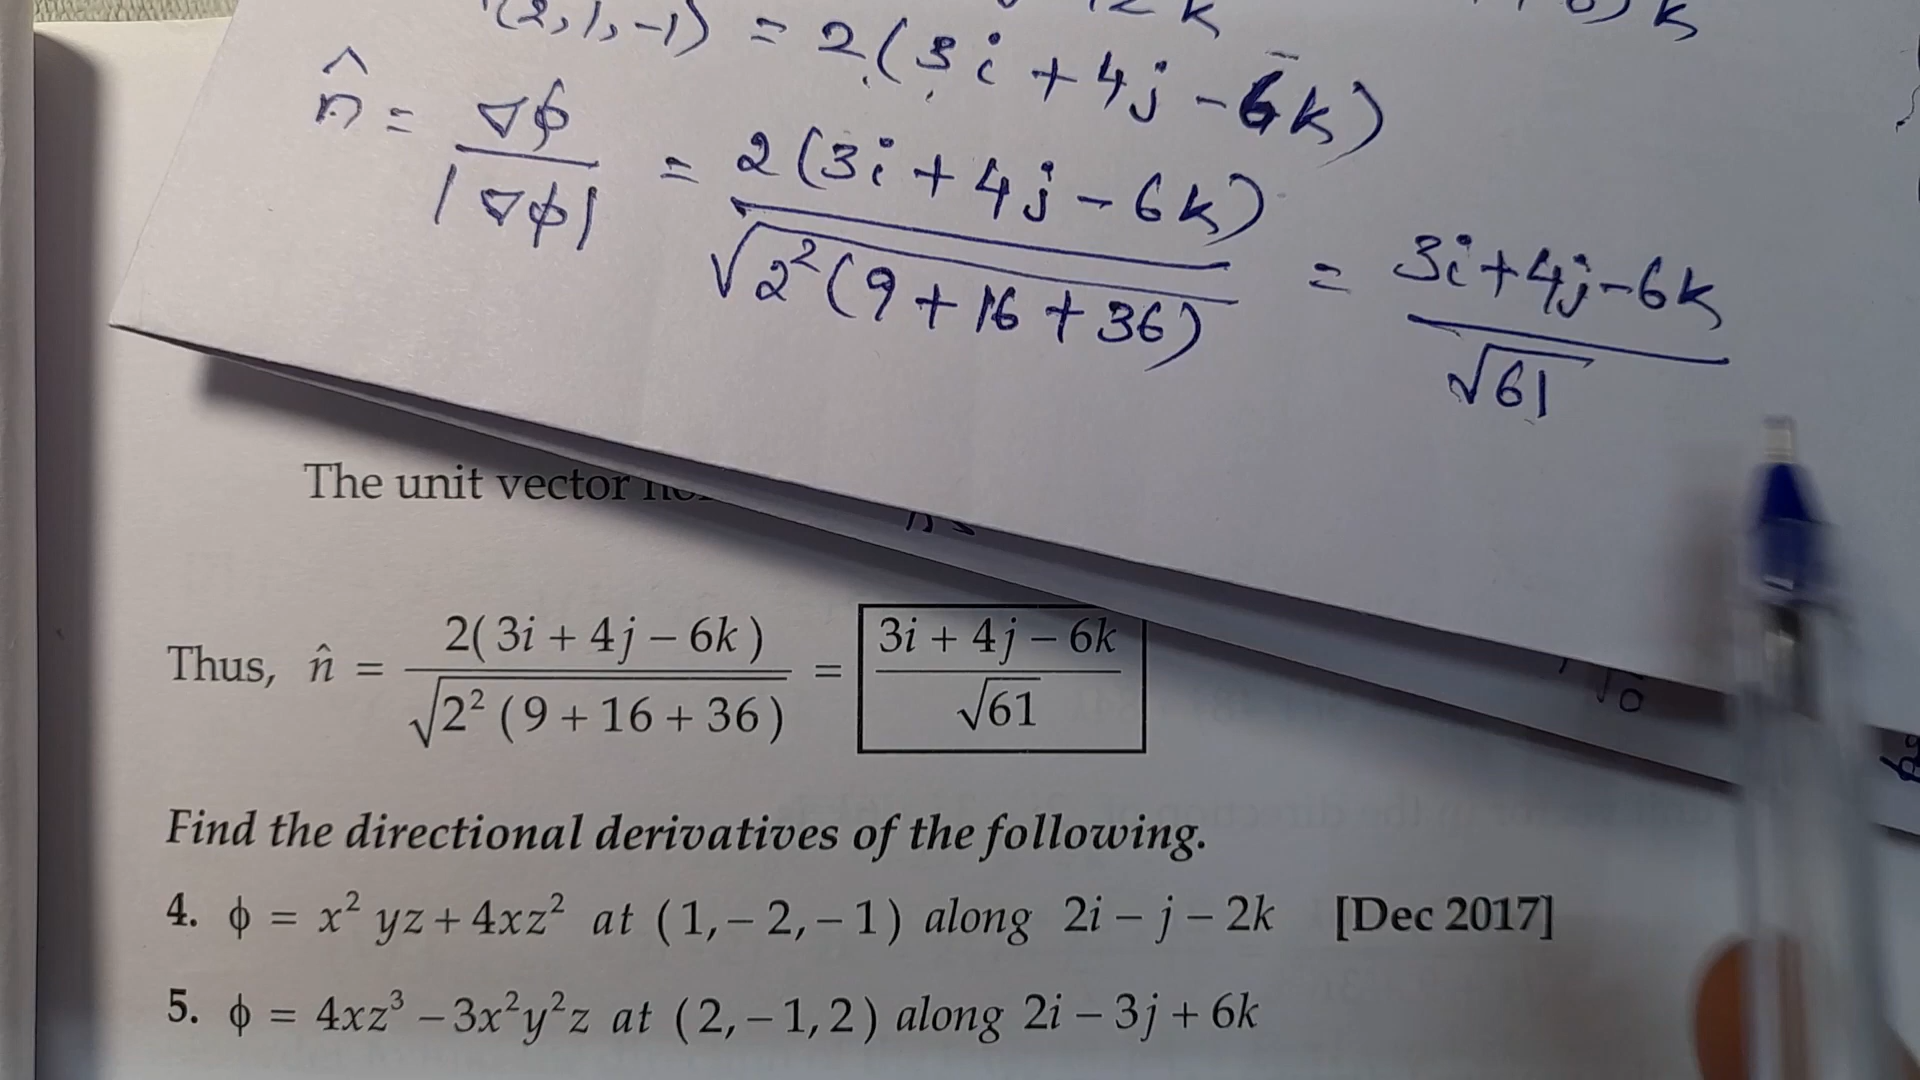 (2,1,-1) = 2(3i + 4j - 6k)
n̂ = ∇ϕ / |∇ϕ| = 2(3i + 4j - 6k) / √2²(9 + 16 + 36) = 3i + 4j - 6k / √61
The unit vector
Thus, n̂ = 2( 3i + 4j – 6k ) / √2² ( 9 + 16 + 36 ) = 3i + 4j – 6k / √61
Find the directional derivatives of the following.
4. ϕ = x² yz + 4xz² at ( 1, – 2, – 1 ) along 2i – j – 2k [Dec 2017]
5. ϕ = 4xz³ – 3x²y²z at ( 2, – 1, 2 ) along 2i – 3j + 6k